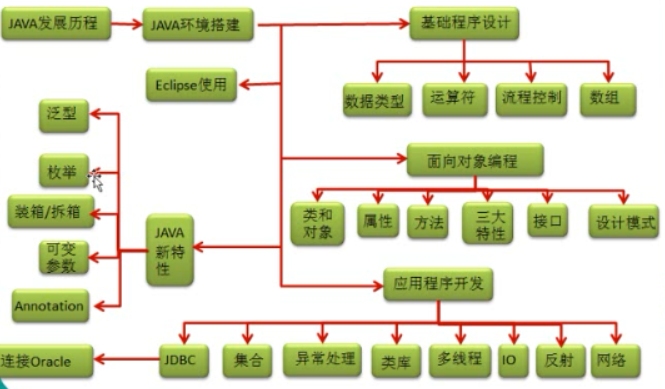 JAVA发展历程
JAVA环境搭建
基础程序设计
Eclipse使用
数据类型
运算符
流程控制
数组
泛型
枚举
面向对象编程
装箱/拆箱
类和
对象
属性
方法
三大
特性
接口
设计模式
JAVA
新特
性
可变
参数
应用程序开发
Annotation
连接Oracle
JDBC
集合
异常处理
类库
多线程
IO
反射
网络